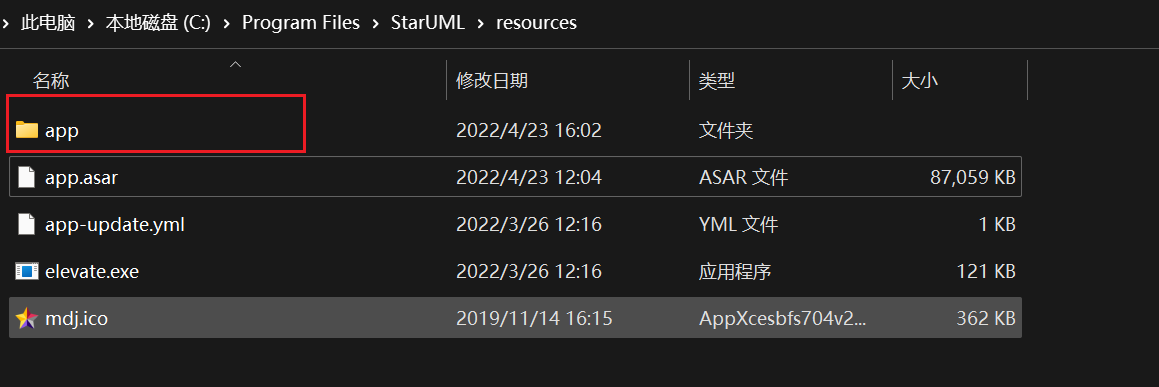 此电脑 本地磁盘 (C:) Program Files StarUML resources
名称 修改日期 类型 大小
app 2022/4/23 16:02 文件夹
app.asar 2022/4/23 12:04 ASAR 文件 87,059 KB
app-update.yml 2022/3/26 12:16 YML 文件 1 KB
elevate.exe 2022/3/26 12:16 应用程序 121 KB
mdj.ico 2019/11/14 16:15 AppXcesbfs704v2... 362 KB